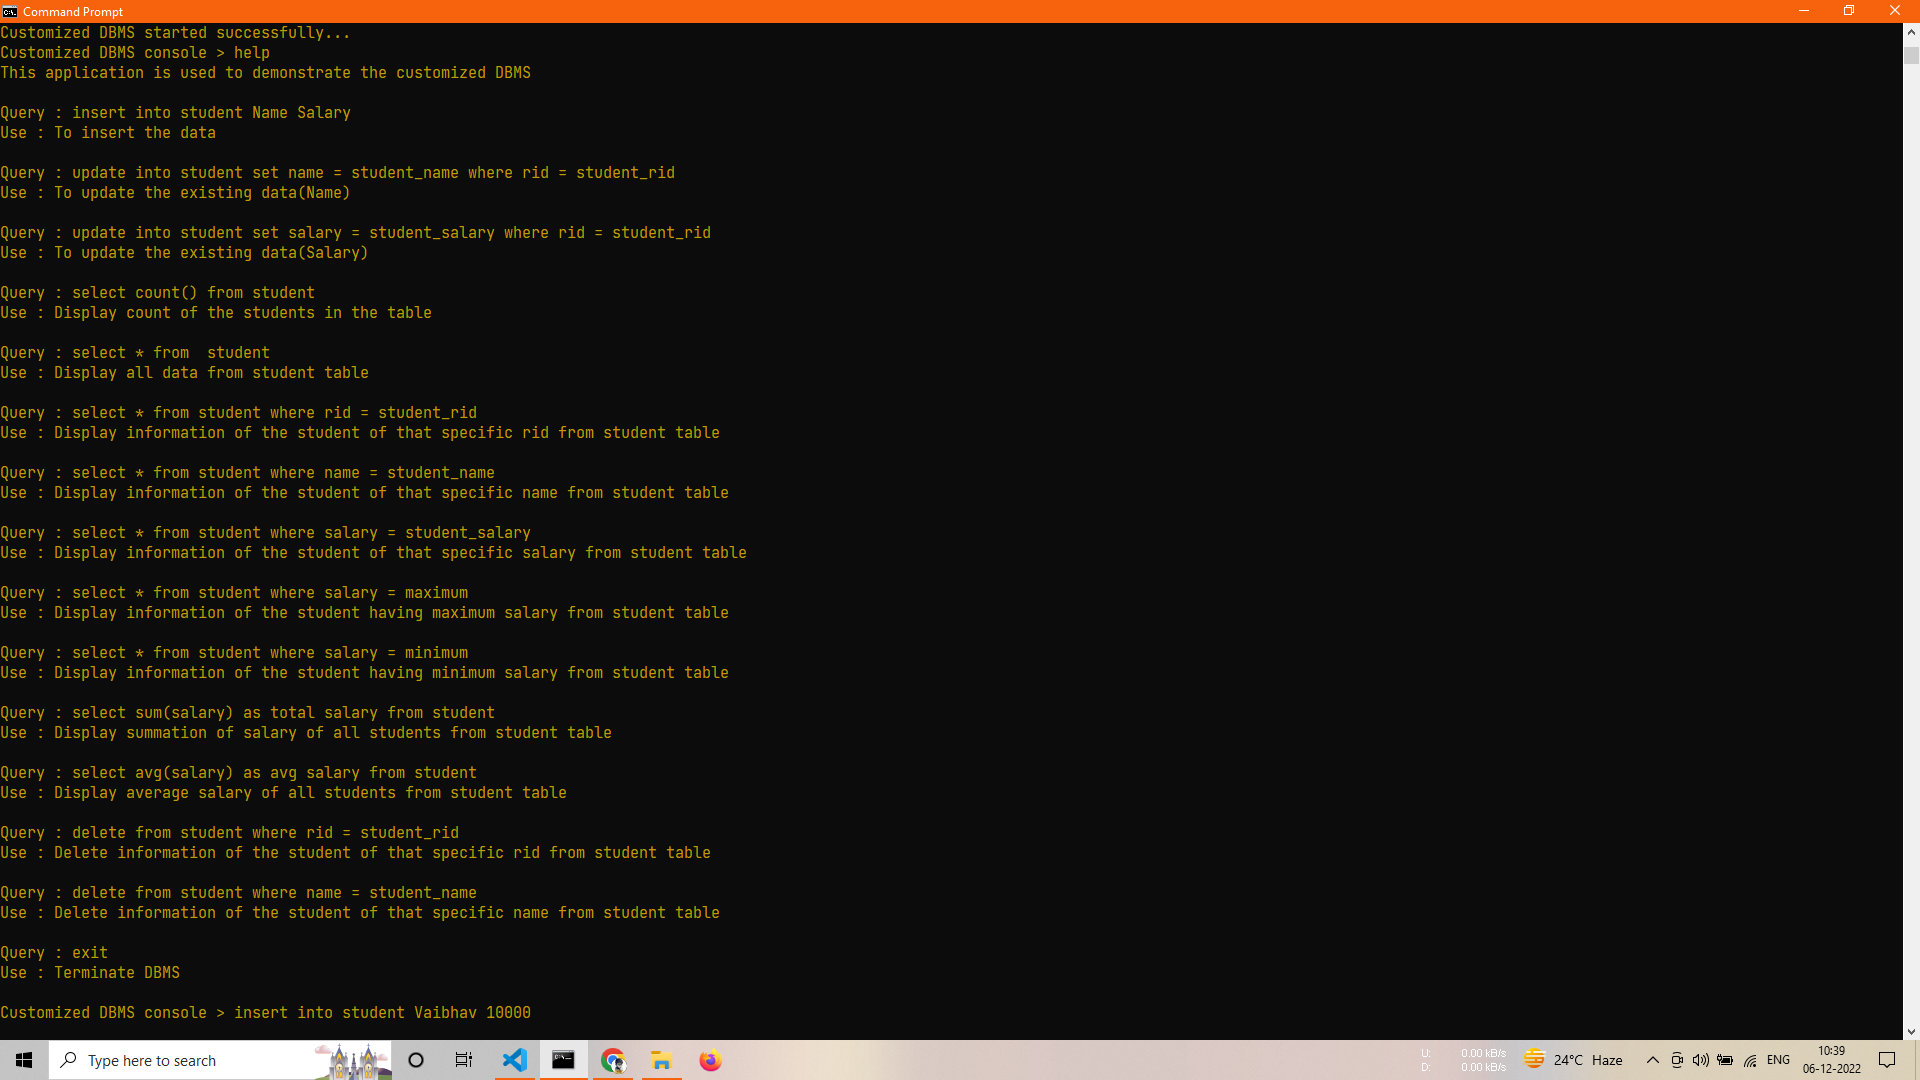 Command Prompt
Customized DBMS started successfully...
Customized DBMS console > help
This application is used to demonstrate the customized DBMS
Query : insert into student Name Salary
Use : To insert the data
Query : update into student set name = student_name where rid = student_rid
Use : To update the existing data(Name)
Query : update into student set salary = student_salary where rid = student_rid
Use : To update the existing data(Salary)
Query : select count() from student
Use : Display count of the students in the table
Query : select * from  student
Use : Display all data from student table
Query : select * from student where rid = student_rid
Use : Display information of the student of that specific rid from student table
Query : select * from student where name = student_name
Use : Display information of the student of that specific name from student table
Query : select * from student where salary = student_salary
Use : Display information of the student of that specific salary from student table
Query : select * from student where salary = maximum
Use : Display information of the student having maximum salary from student table
Query : select * from student where salary = minimum
Use : Display information of the student having minimum salary from student table
Query : select sum(salary) as total salary from student
Use : Display summation of salary of all students from student table
Query : select avg(salary) as avg salary from student
Use : Display average salary of all students from student table
Query : delete from student where rid = student_rid
Use : Delete information of the student of that specific rid from student table
Query : delete from student where name = student_name
Use : Delete information of the student of that specific name from student table
Query : exit
Use : Terminate DBMS
Customized DBMS console > insert into student Vaibhav 10000
Type here to search
U: 0.00 kB/s
D: 0.00 kB/s
24°C Haze
ENG
10:39
06-12-2022